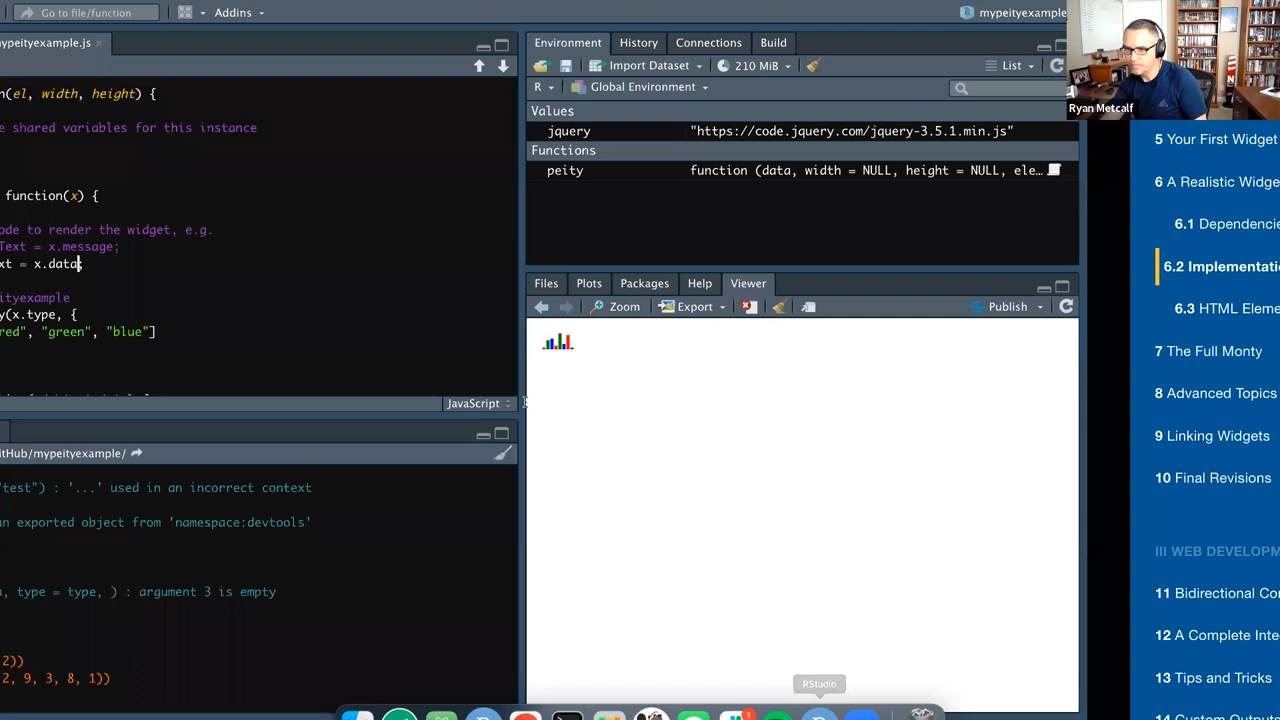 Go to file/function
Addins
mypeityexample
ypeityexample.js
n(el, width, height) {
e shared variables for this instance
function(x) {
ode to render the widget, e.g.
Text = x.message;
xt = x.data;
ityexample
y(x.type, {
red", "green", "blue"]
JavaScript
itHub/mypeityexample/
"test") : '...' used in an incorrect context
an exported object from 'namespace:devtools'
, type = type, ) : argument 3 is empty
2))
2, 9, 3, 8, 1))
Environment
History
Connections
Build
Import Dataset
210 MiB
List
R
Global Environment
Values
jquery
"https://code.jquery.com/jquery-3.5.1.min.js"
Functions
peity
function (data, width = NULL, height = NULL, ele…
Files
Plots
Packages
Help
Viewer
Zoom
Export
Publish
RStudio
1
Ryan Metcalf
5 Your First Widget
6 A Realistic Widge
6.1 Dependencie
6.2 Implementati
6.3 HTML Eleme
7 The Full Monty
8 Advanced Topics
9 Linking Widgets
10 Final Revisions
III WEB DEVELOPM
11 Bidirectional Co
12 A Complete Inte
13 Tips and Tricks
14 Custom Outputs